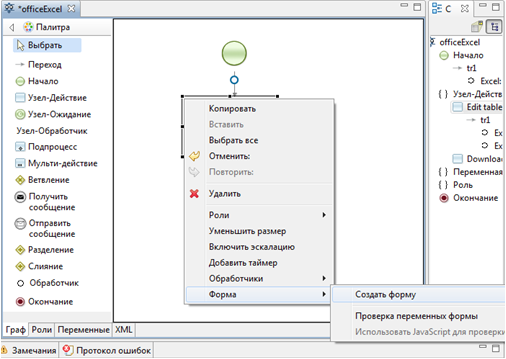 *officeExcel
Палитра
Выбрать
Переход
Начало
Узел-Действие
Узел-Ожидание
Узел-Обработчик
Подпроцесс
Мульти-действие
Ветвление
Получить
сообщение
Отправить
сообщение
Разделение
Слияние
Обработчик
Окончание
Граф
Роли
Переменные
XML
Копировать
Вставить
Выбрать все
Отменить:
Повторить:
Удалить
Роли
Уменьшить размер
Включить эскалацию
Добавить таймер
Обработчики
Форма
Создать форму
Проверка переменных формы
Использовать JavaScript для проверки
С
officeExcel
Начало
tr1
Excel:
Узел-Действ
Edit table
tr1
Ex
Ex
Download
Переменная
Роль
Окончание
Замечания
Протокол ошибок